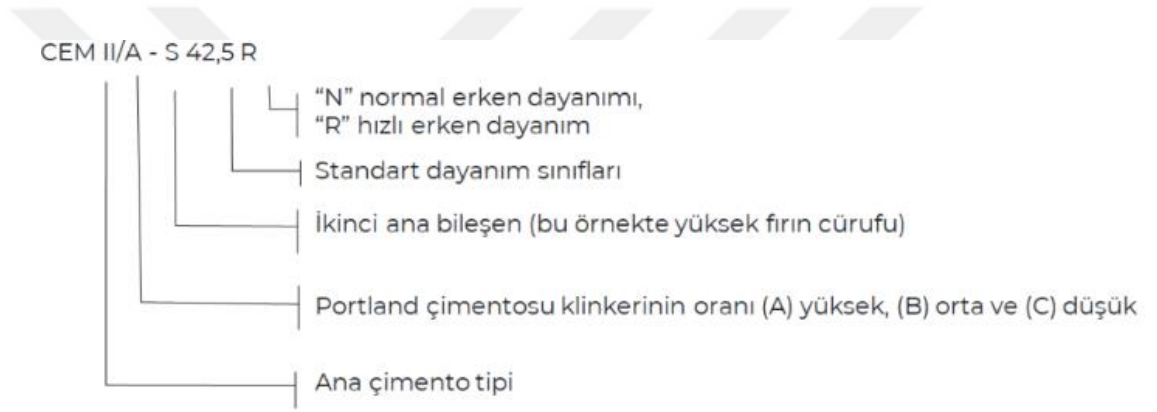 CEM II/A - S 42,5 R
“N” normal erken dayanımı,
“R” hızlı erken dayanım
Standart dayanım sınıfları
İkinci ana bileşen (bu örnekte yüksek fırın cürufu)
Portland çimentosu klinkerinin oranı (A) yüksek, (B) orta ve (C) düşük
Ana çimento tipi